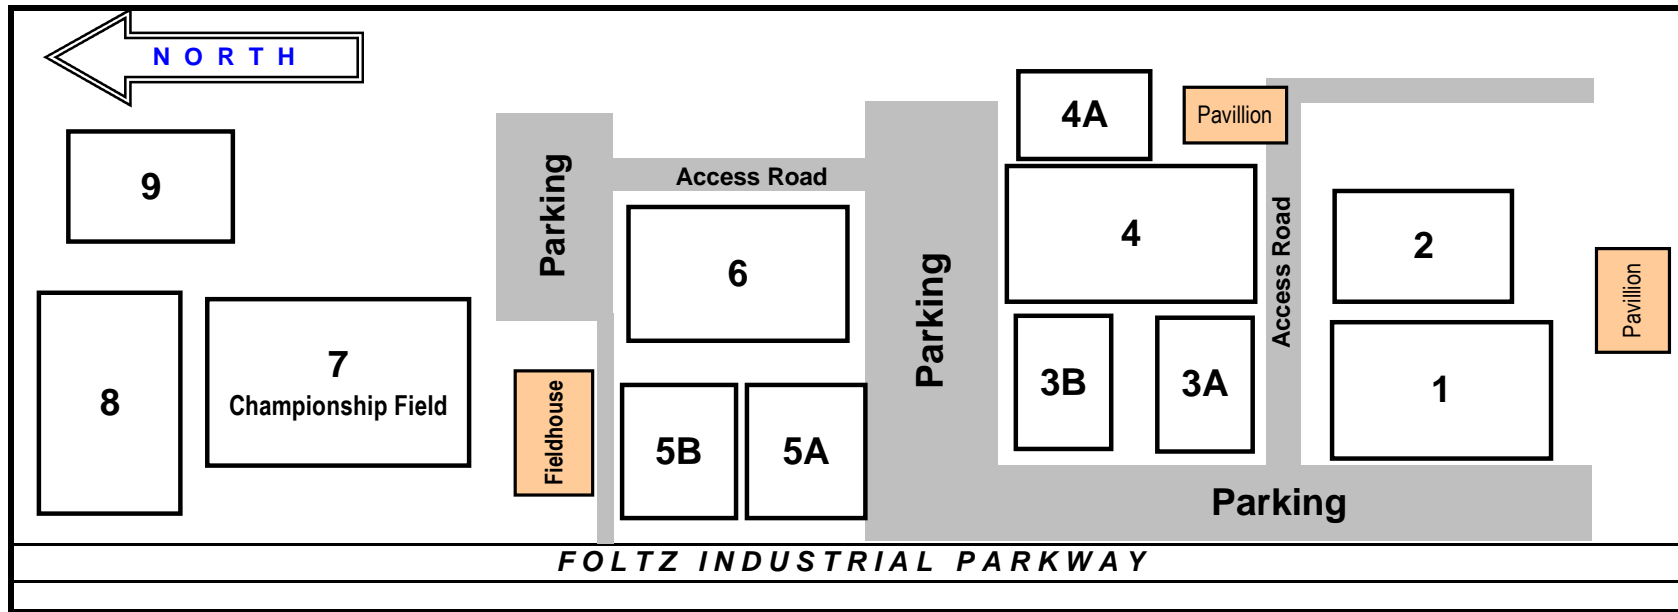 N O R T H
4A
Pavillion
9
Parking
Access Road
4
Access Road
2
6
Parking
Pavillion
7
Championship Field
8
Fieldhouse
3B
3A
1
5B
5A
Parking
FOLTZ INDUSTRIAL PARKWAY